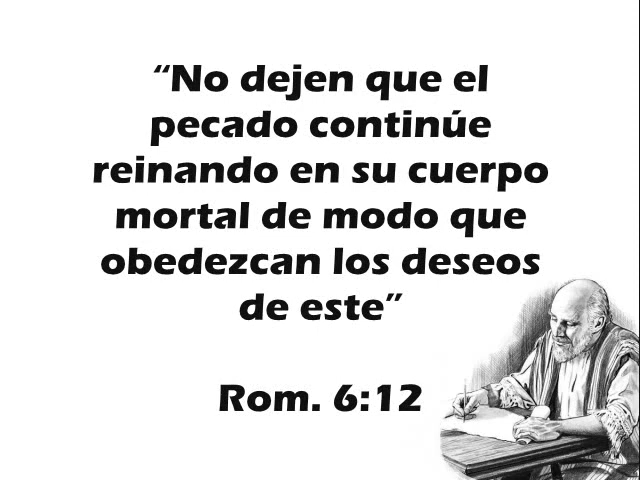 “No dejen que el
pecado continúe
reinando en su cuerpo
mortal de modo que
obedezcan los deseos
de este”
Rom. 6:12